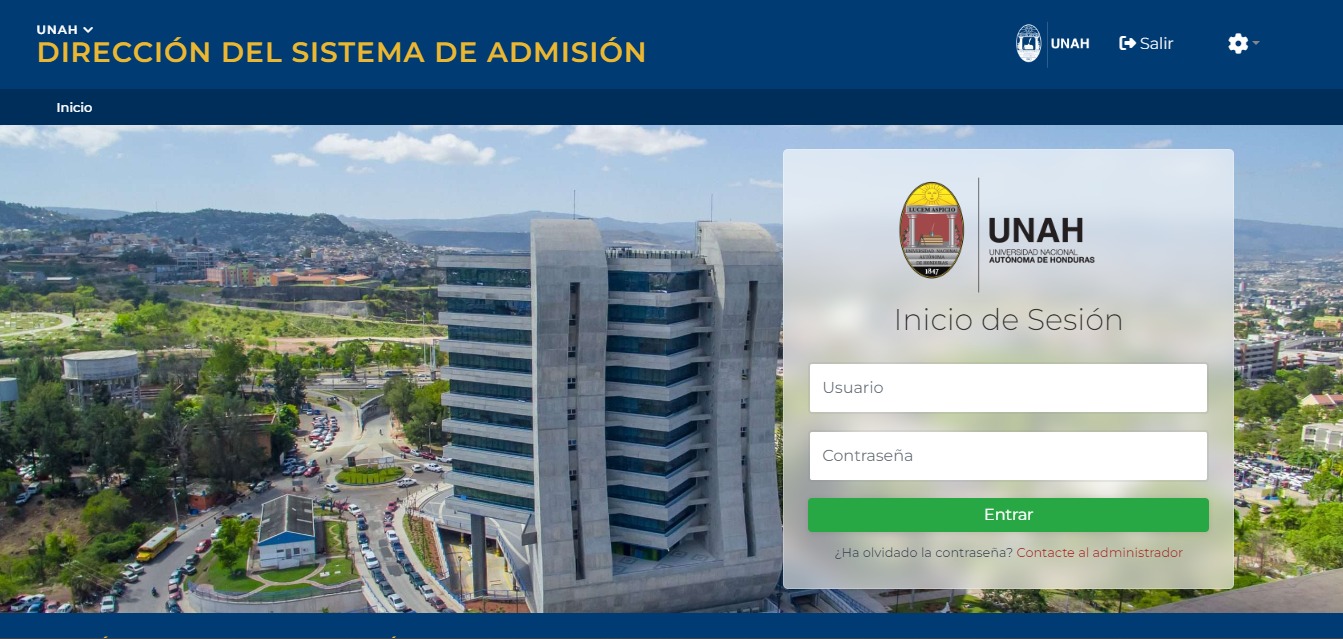 UNAH
DIRECCIÓN DEL SISTEMA DE ADMISIÓN
UNAH
Salir
Inicio
LUCEM ASPICIO
UNIVERSIDAD NACIONAL
AUTÓNOMA
DE HONDURAS
1847
UNAH
UNIVERSIDAD NACIONAL
AUTÓNOMA DE HONDURAS
Inicio de Sesión
Usuario
Contraseña
Entrar
¿Ha olvidado la contraseña? Contacte al administrador